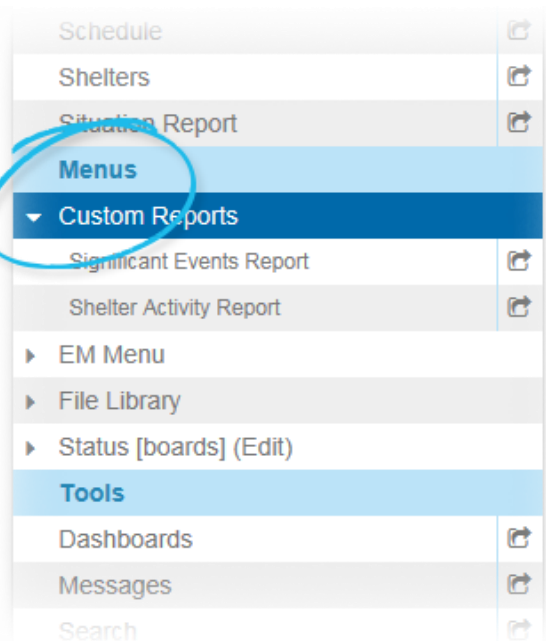 Schedule
Shelters
Situation Report
Menus
Custom Reports
Significant Events Report
Shelter Activity Report
EM Menu
File Library
Status [boards] (Edit)
Tools
Dashboards
Messages
Search